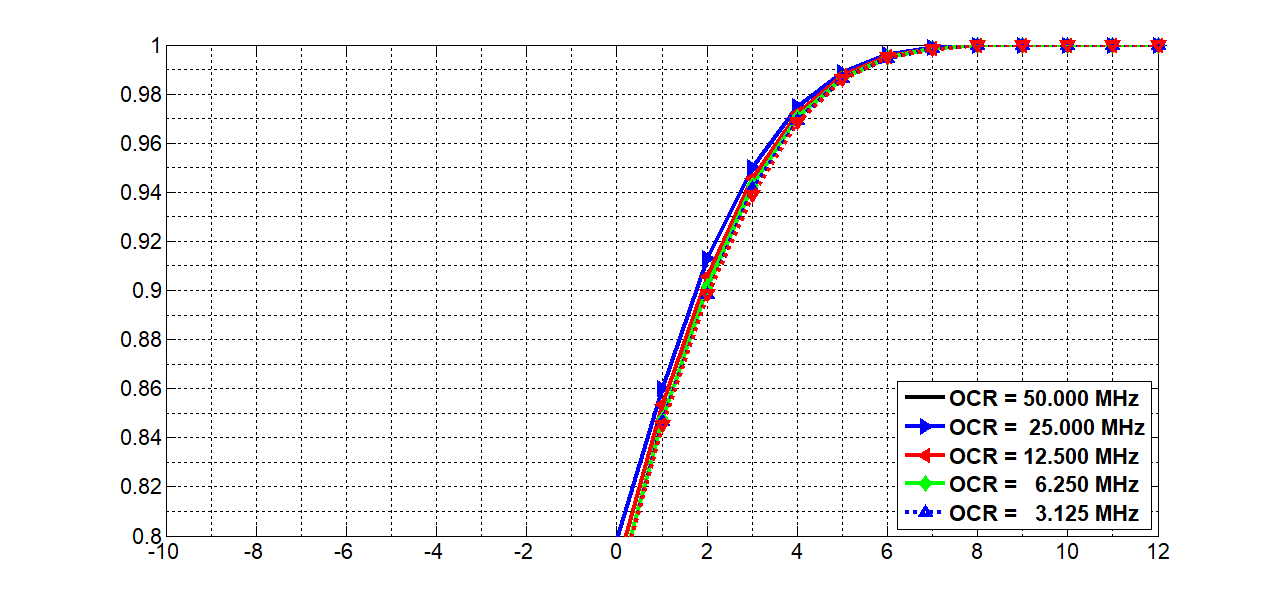 1
0.98
0.96
0.94
0.92
0.9
0.88
0.86
0.84
0.82
0.8
-10 -8 -6 -4 -2 0 2 4 6 8 10 12
OCR = 50.000 MHz
OCR = 25.000 MHz
OCR = 12.500 MHz
OCR = 6.250 MHz
OCR = 3.125 MHz